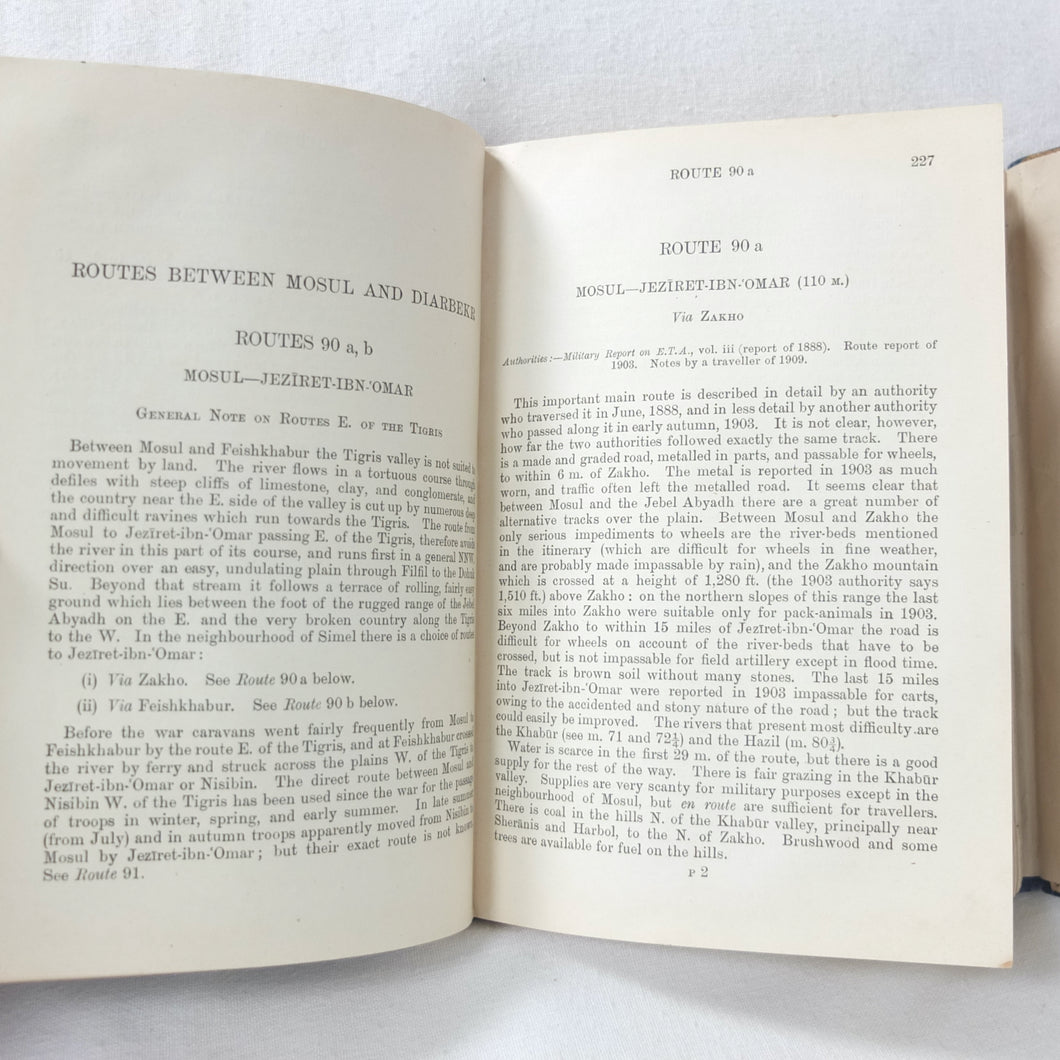 ROUTES BETWEEN MOSUL AND DIARBEKR
ROUTES 90 a, b
MOSUL—JEZĪRET-IBN-ʿOMAR
GENERAL NOTE ON ROUTES E. OF THE TIGRIS
Between Mosul and Feishkhabur the Tigris valley is not suited to
movement by land. The river flows in a tortuous course through
defiles with steep cliffs of limestone, clay, and conglomerate, and
the country near the E. side of the valley is cut up by numerous deep
and difficult ravines which run towards the Tigris. The route from
Mosul to Jezīret-ibn-ʿOmar passing E. of the Tigris, therefore avoids
the river in this part of its course, and runs first in a general NNW.
direction over an easy, undulating plain through Filfil to the Dohuk
Su. Beyond that stream it follows a terrace of rolling, fairly easy
ground which lies between the foot of the rugged range of the Jebel
Abyadh on the E. and the very broken country along the Tigris
to the W. In the neighbourhood of Simel there is a choice of routes
to Jezīret-ibn-ʿOmar :
(i) Via Zakho. See Route 90 a below.
(ii) Via Feishkhabur. See Route 90 b below.
Before the war caravans went fairly frequently from Mosul to
Feishkhabur by the route E. of the Tigris, and at Feishkhabur crossed
the river by ferry and struck across the plains W. of the Tigris to
Jezīret-ibn-ʿOmar or Nisibin. The direct route between Mosul and
Nisibin W. of the Tigris has been used since the war for the passage
of troops in winter, spring, and early summer. In late summer
(from July) and in autumn troops apparently moved from Nisibin to
Mosul by Jezīret-ibn-ʿOmar ; but their exact route is not known.
See Route 91.
ROUTE 90 a
227
ROUTE 90 a
MOSUL—JEZĪRET-IBN-ʿOMAR (110 M.)
Via ZAKHO
Authorities :—Military Report on E.T.A., vol. iii (report of 1888). Route report of
1903. Notes by a traveller of 1909.
This important main route is described in detail by an authority
who traversed it in June, 1888, and in less detail by another authority
who passed along it in early autumn, 1903. It is not clear, however,
how far the two authorities followed exactly the same track. There
is a made and graded road, metalled in parts, and passable for wheels,
to within 6 m. of Zakho. The metal is reported in 1903 as much
worn, and traffic often left the metalled road. It seems clear that
between Mosul and the Jebel Abyadh there are a great number of
alternative tracks over the plain. Between Mosul and Zakho the
only serious impediments to wheels are the river-beds mentioned
in the itinerary (which are difficult for wheels in fine weather,
and are probably made impassable by rain), and the Zakho mountain
which is crossed at a height of 1,280 ft. (the 1903 authority says
1,510 ft.) above Zakho : on the northern slopes of this range the last
six miles into Zakho were suitable only for pack-animals in 1903.
Beyond Zakho to within 15 miles of Jezīret-ibn-ʿOmar the road is
difficult for wheels on account of the river-beds that have to be
crossed, but is not impassable for field artillery except in flood time.
The track is brown soil without many stones. The last 15 miles
into Jezīret-ibn-ʿOmar were reported in 1903 impassable for carts,
owing to the accidented and stony nature of the road ; but the track
could easily be improved. The rivers that present most difficulty are
the Khabūr (see m. 71 and 72¼) and the Hazil (m. 80¾).
Water is scarce in the first 29 m. of the route, but there is a good
supply for the rest of the way. There is fair grazing in the Khabūr
valley. Supplies are very scanty for military purposes except in the
neighbourhood of Mosul, but en route are sufficient for travellers.
There is coal in the hills N. of the Khabūr valley, principally near
Sherānis and Harbol, to the N. of Zakho. Brushwood and some
trees are available for fuel on the hills.
P 2